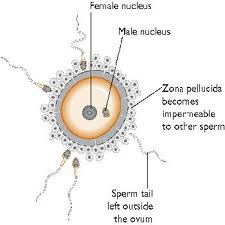 Female nucleus
Male nucleus
Zona pellucida
becomes
impermeable
to other sperm
Sperm tail
left outside
the ovum